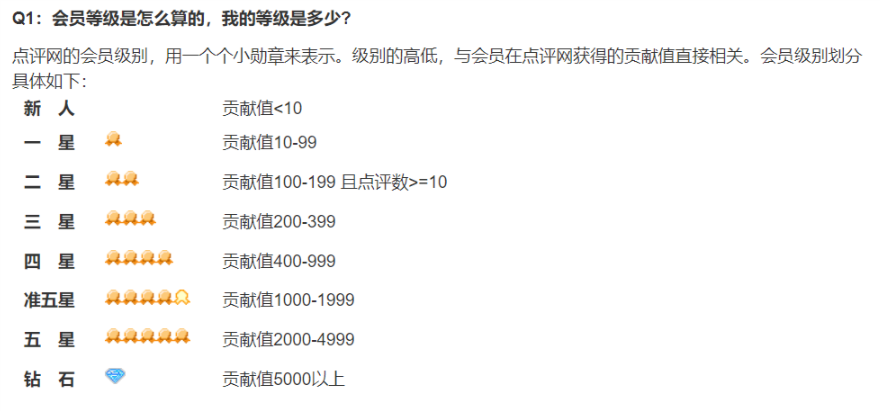 Q1：会员等级是怎么算的，我的等级是多少？
点评网的会员级别，用一个个小勋章来表示。级别的高低，与会员在点评网获得的贡献值直接相关。会员级别划分
具体如下：
新　人 贡献值<10
一　星 贡献值10-99
二　星 贡献值100-199 且点评数>=10
三　星 贡献值200-399
四　星 贡献值400-999
准五星 贡献值1000-1999
五　星 贡献值2000-4999
钻　石 贡献值5000以上